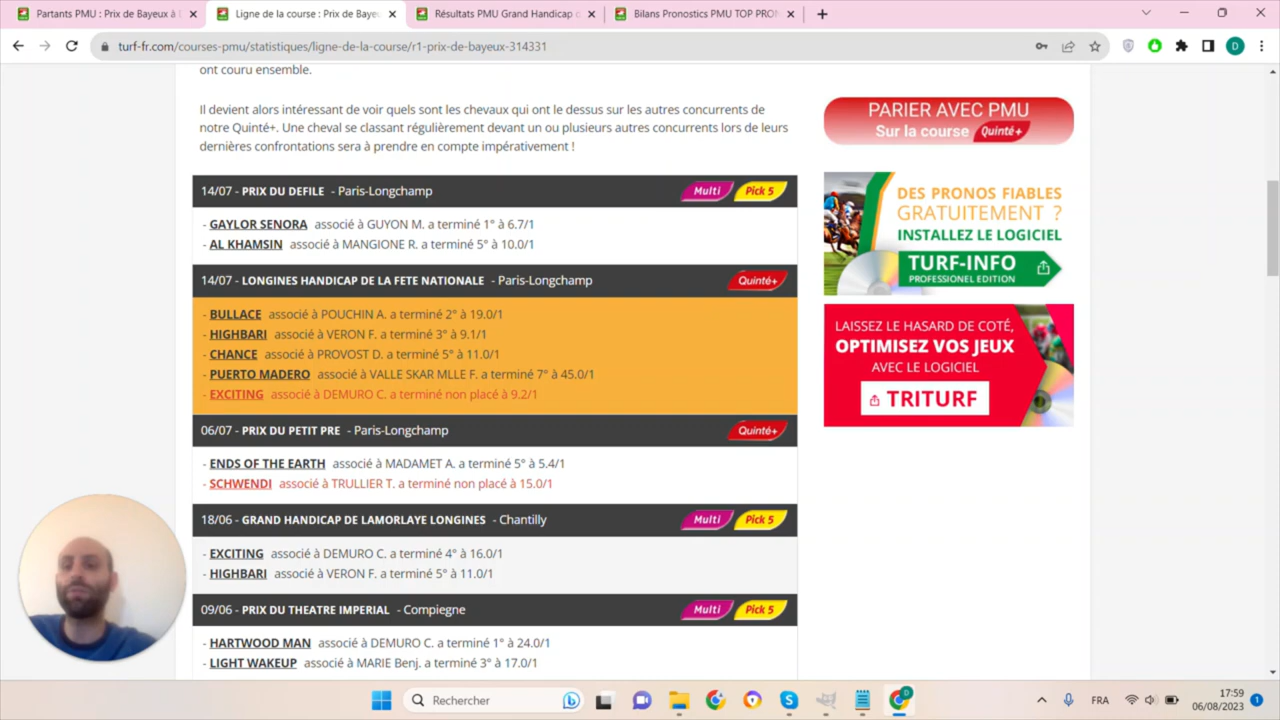 Partants PMU : Prix de Bayeux à
Ligne de la course : Prix de Baye
Résultats PMU Grand Handicap
Bilans Pronostics PMU TOP PRO
turf-fr.com/courses-pmu/statistiques/ligne-de-la-course/r1-prix-de-bayeux-314331
D
ont couru ensemble.
Il devient alors intéressant de voir quels sont les chevaux qui ont le dessus sur les autres concurrents de
notre Quinté+. Une cheval se classant régulièrement devant un ou plusieurs autres concurrents lors de leurs
dernières confrontations sera à prendre en compte impérativement !
14/07 - PRIX DU DEFILE - Paris-Longchamp Multi Pick 5
- GAYLOR SENORA associé à GUYON M. a terminé 1° à 6.7/1
- AL KHAMSIN associé à MANGIONE R. a terminé 5° à 10.0/1
14/07 - LONGINES HANDICAP DE LA FETE NATIONALE - Paris-Longchamp Quinté+
- BULLACE associé à POUCHIN A. a terminé 2° à 19.0/1
- HIGHBARI associé à VERON F. a terminé 3° à 9.1/1
- CHANCE associé à PROVOST D. a terminé 5° à 11.0/1
- PUERTO MADERO associé à VALLE SKAR MLLE F. a terminé 7° à 45.0/1
- EXCITING associé à DEMURO C. a terminé non placé à 9.2/1
06/07 - PRIX DU PETIT PRE - Paris-Longchamp Quinté+
- ENDS OF THE EARTH associé à MADAMET A. a terminé 5° à 5.4/1
- SCHWENDI associé à TRULLIER T. a terminé non placé à 15.0/1
18/06 - GRAND HANDICAP DE LAMORLAYE LONGINES - Chantilly Multi Pick 5
- EXCITING associé à DEMURO C. a terminé 4° à 16.0/1
- HIGHBARI associé à VERON F. a terminé 5° à 11.0/1
09/06 - PRIX DU THEATRE IMPERIAL - Compiegne Multi Pick 5
- HARTWOOD MAN associé à DEMURO C. a terminé 1° à 24.0/1
- LIGHT WAKEUP associé à MARIE Benj. a terminé 3° à 17.0/1
PARIER AVEC PMU
Sur la course Quinté+
DES PRONOS FIABLES
GRATUITEMENT ?
INSTALLEZ LE LOGICIEL
TURF-INFO
PROFESSIONEL EDITION
LAISSEZ LE HASARD DE COTÉ,
OPTIMISEZ VOS JEUX
AVEC LE LOGICIEL
TRITURF
Rechercher
FRA
17:59
06/08/2023
1